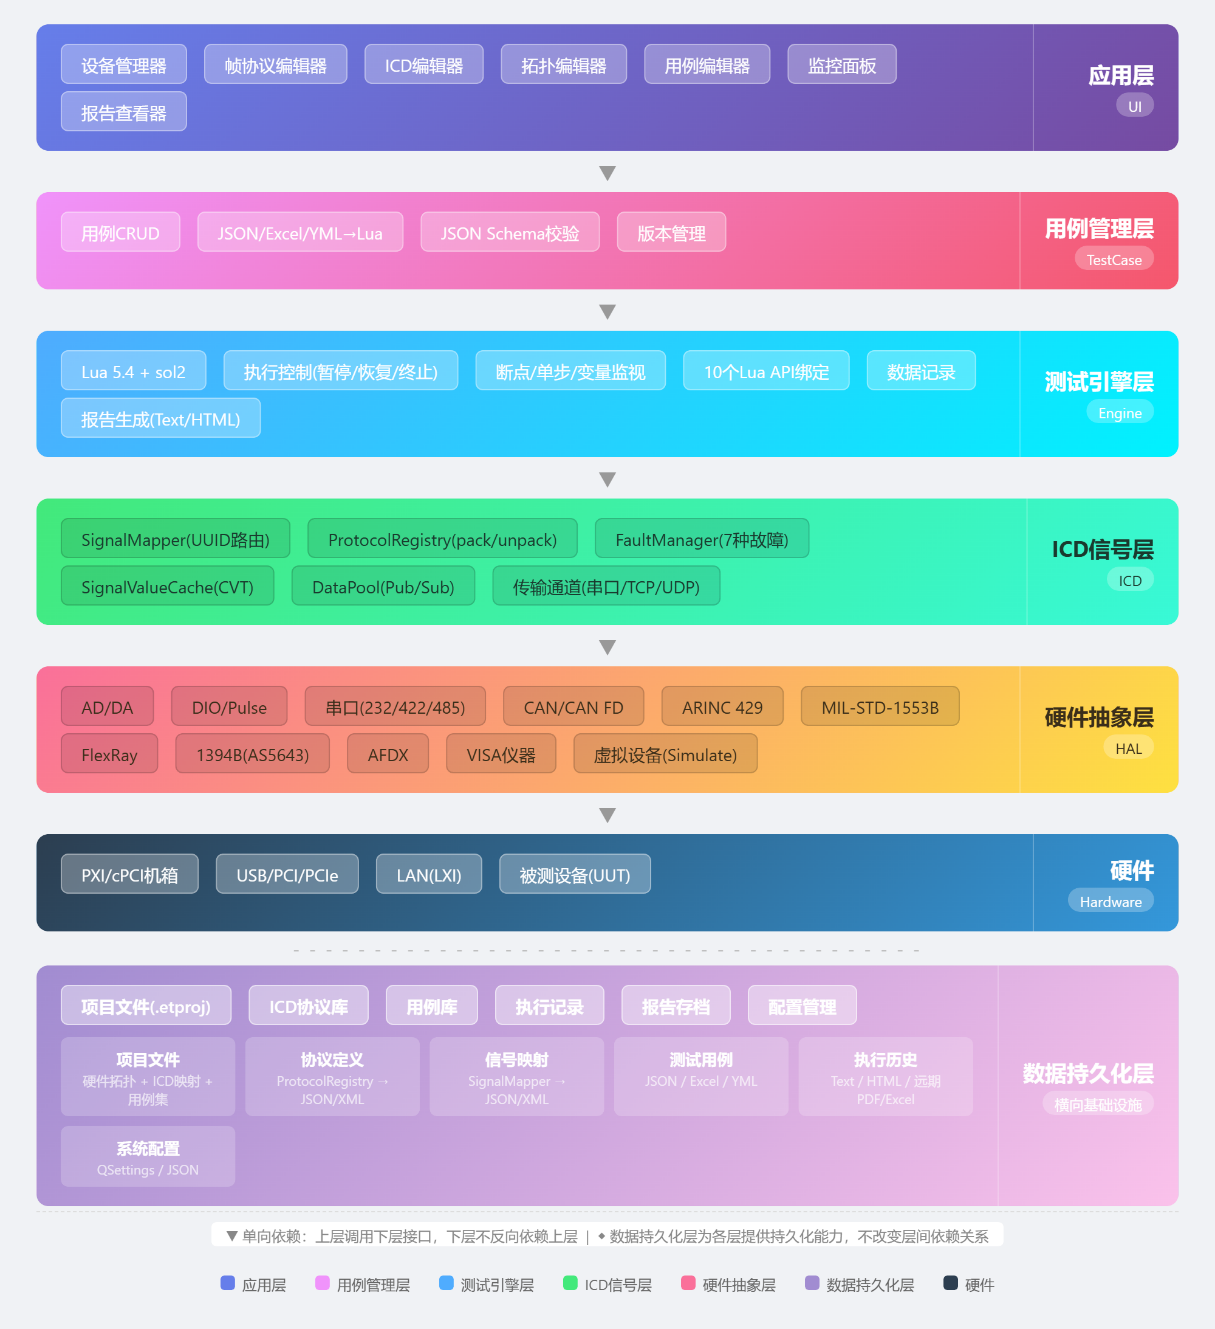 设备管理器 帧协议编辑器 ICD编辑器 拓扑编辑器 用例编辑器 监控面板
报告查看器
应用层
UI
▼
用例CRUD JSON/Excel/YML→Lua JSON Schema校验 版本管理
用例管理层
TestCase
▼
Lua 5.4 + sol2 执行控制(暂停/恢复/终止) 断点/单步/变量监视 10个Lua API绑定 数据记录
报告生成(Text/HTML)
测试引擎层
Engine
▼
SignalMapper(UUID路由) ProtocolRegistry(pack/unpack) FaultManager(7种故障)
SignalValueCache(CVT) DataPool(Pub/Sub) 传输通道(串口/TCP/UDP)
ICD信号层
ICD
▼
AD/DA DIO/Pulse 串口(232/422/485) CAN/CAN FD ARINC 429 MIL-STD-1553B
FlexRay 1394B(AS5643) AFDX VISA仪器 虚拟设备(Simulate)
硬件抽象层
HAL
▼
PXI/cPCI机箱 USB/PCI/PCIe LAN(LXI) 被测设备(UUT)
硬件
Hardware
项目文件(.etproj) ICD协议库 用例库 执行记录 报告存档 配置管理
项目文件
硬件拓扑 + ICD映射 +
用例集
协议定义
ProtocolRegistry →
JSON/XML
信号映射
SignalMapper →
JSON/XML
测试用例
JSON / Excel / YML
执行历史
Text / HTML / 远期
PDF/Excel
系统配置
QSettings / JSON
数据持久化层
横向基础设施
▼ 单向依赖：上层调用下层接口，下层不反向依赖上层 | ◆ 数据持久化层为各层提供持久化能力，不改变层间依赖关系
应用层 用例管理层 测试引擎层 ICD信号层 硬件抽象层 数据持久化层 硬件